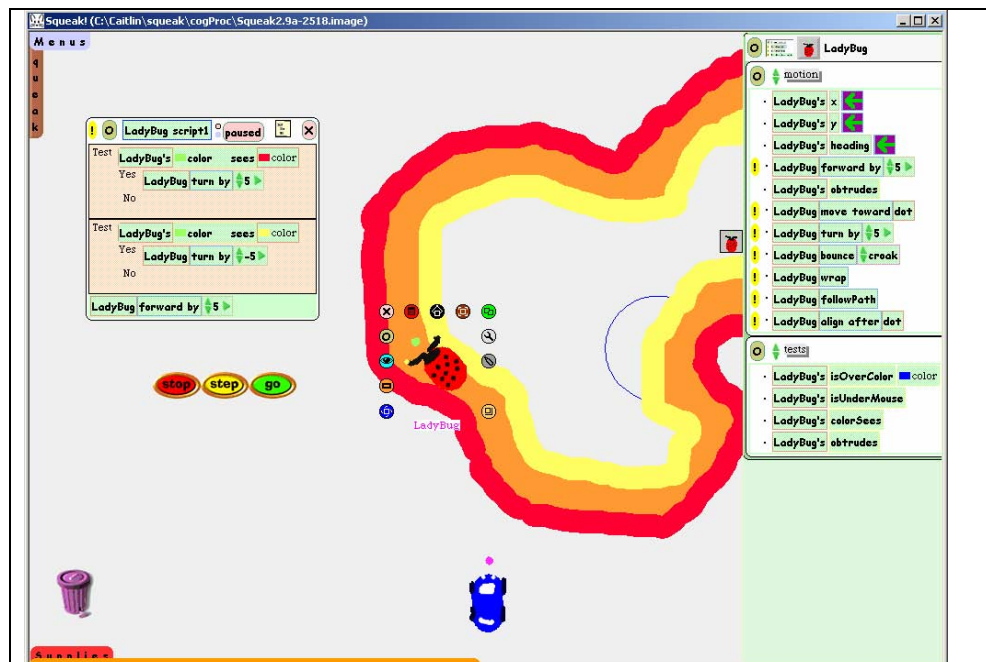 Squeak! (C:\Caitlin\squeak\cogProc\Squeak2.9a-2518.image)
Menus
queak
! O LadyBug script1 paused
Test LadyBug's color sees color
Yes LadyBug turn by 5
No
Test LadyBug's color sees color
Yes LadyBug turn by -5
No
LadyBug forward by 5
stop step go
LadyBug
Supplies
O LadyBug
O motion
LadyBug's x
LadyBug's y
LadyBug's heading
! LadyBug forward by 5
LadyBug's obtrudes
! LadyBug move toward dot
! LadyBug turn by 5
! LadyBug bounce croak
! LadyBug wrap
! LadyBug followPath
! LadyBug align after dot
O tests
LadyBug's isOverColor color
LadyBug's isUnderMouse
LadyBug's colorSees
LadyBug's obtrudes